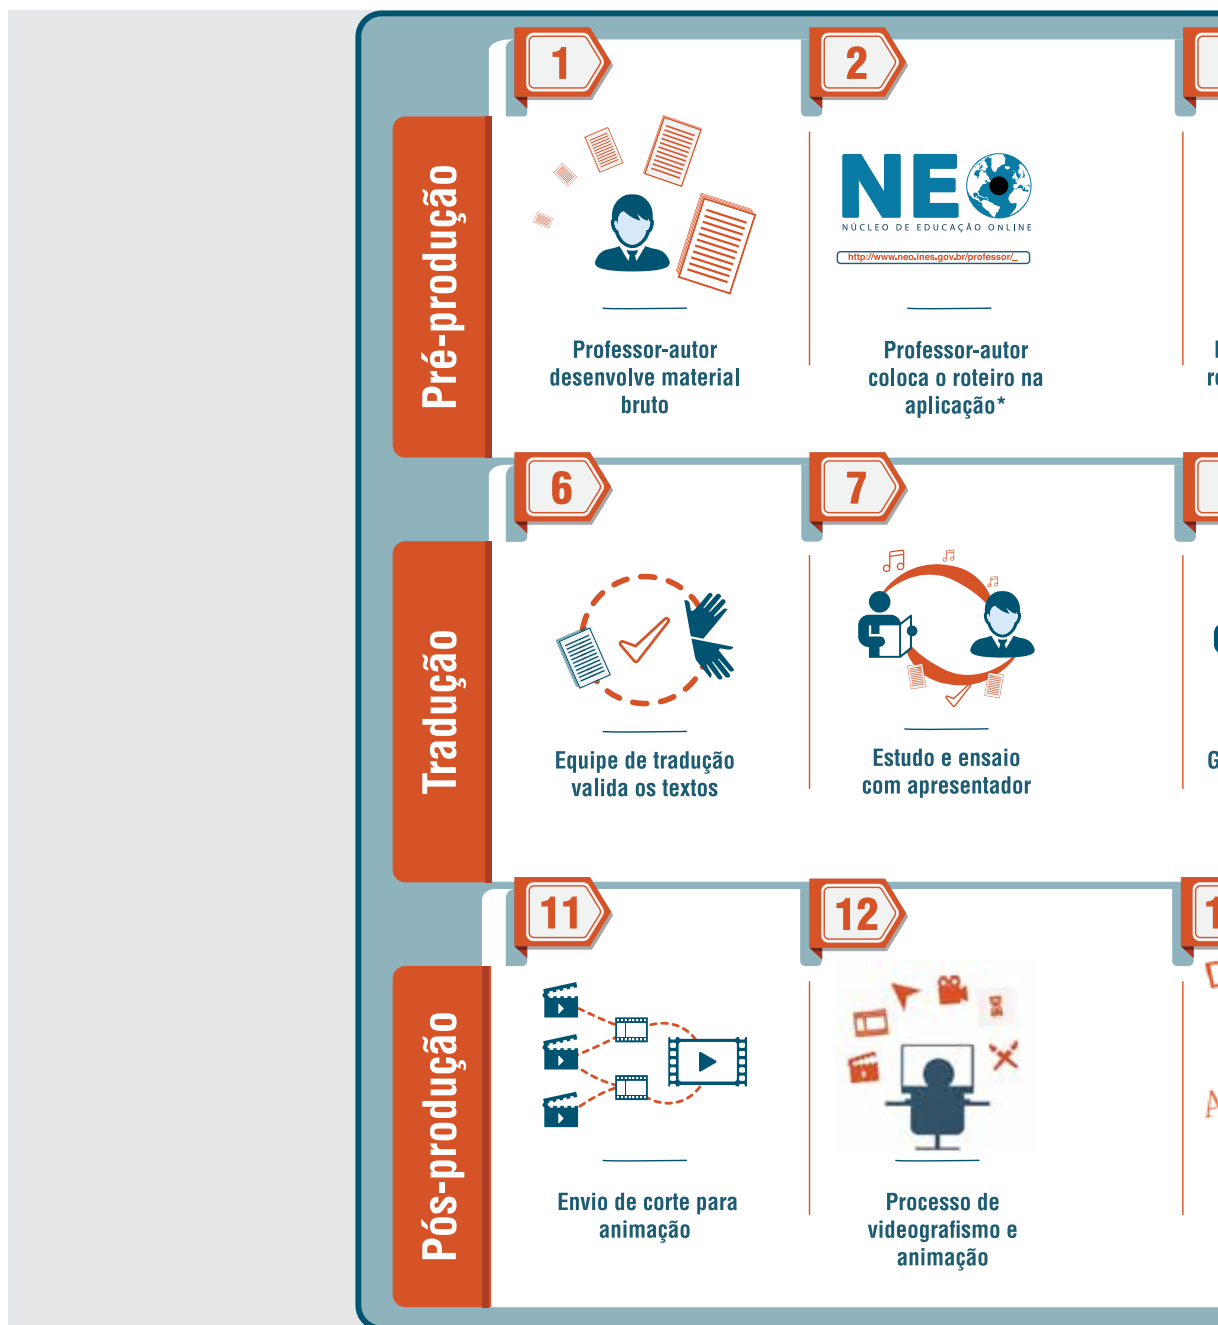 1
2
Pré-produção
NEO
NÚCLEO DE EDUCAÇÃO ONLINE
http://www.neo.ines.gov.br/professor/_
Professor-autor
desenvolve material
bruto
Professor-autor
coloca o roteiro na
aplicação*
6
7
Tradução
Equipe de tradução
valida os textos
Estudo e ensaio
com apresentador
G
11
12
1
Pós-produção
A
Envio de corte para
animação
Processo de
videografismo e
animação